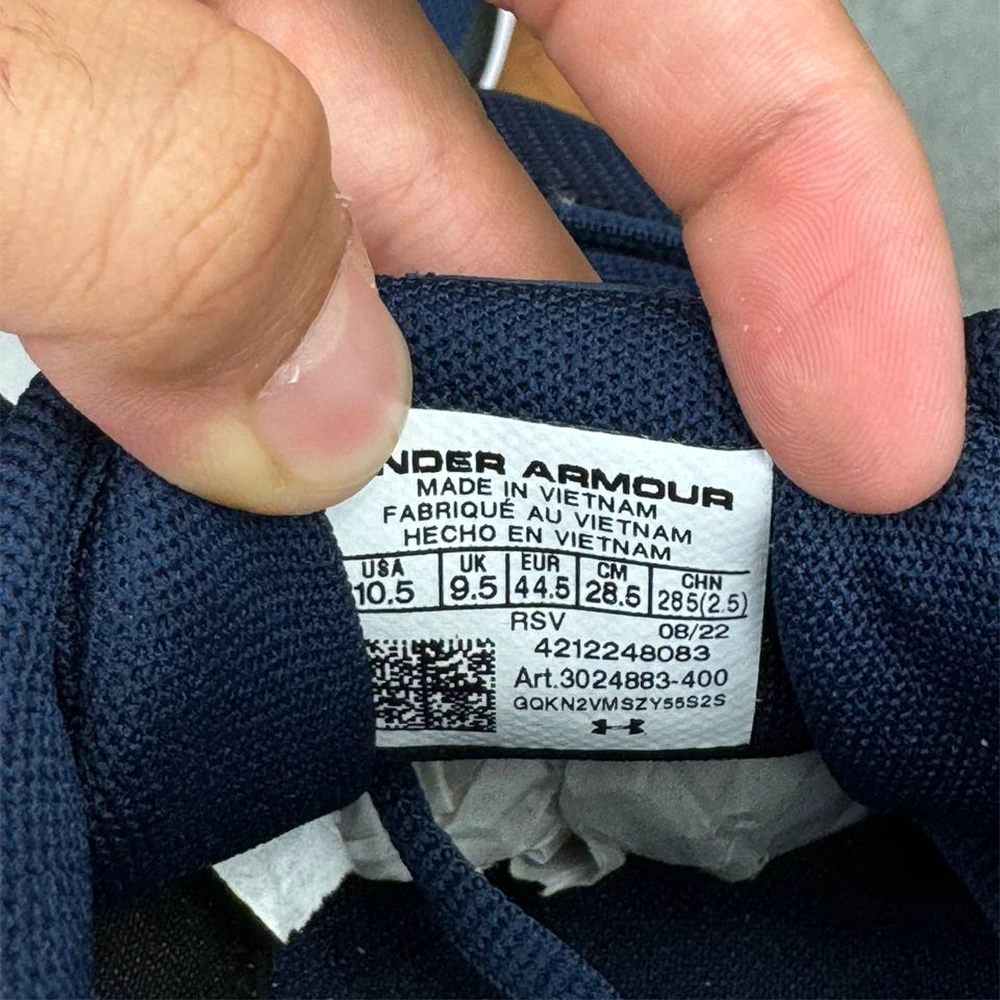 NDER ARMOUR
MADE IN VIETNAM
FABRIQUÉ AU VIETNAM
HECHO EN VIETNAM
USA UK EUR CM CHN
10.5 9.5 44.5 28.5 285(2.5)
RSV 08/22
4212248083
Art.3024883-400
GQKN2VMSZY55S2S